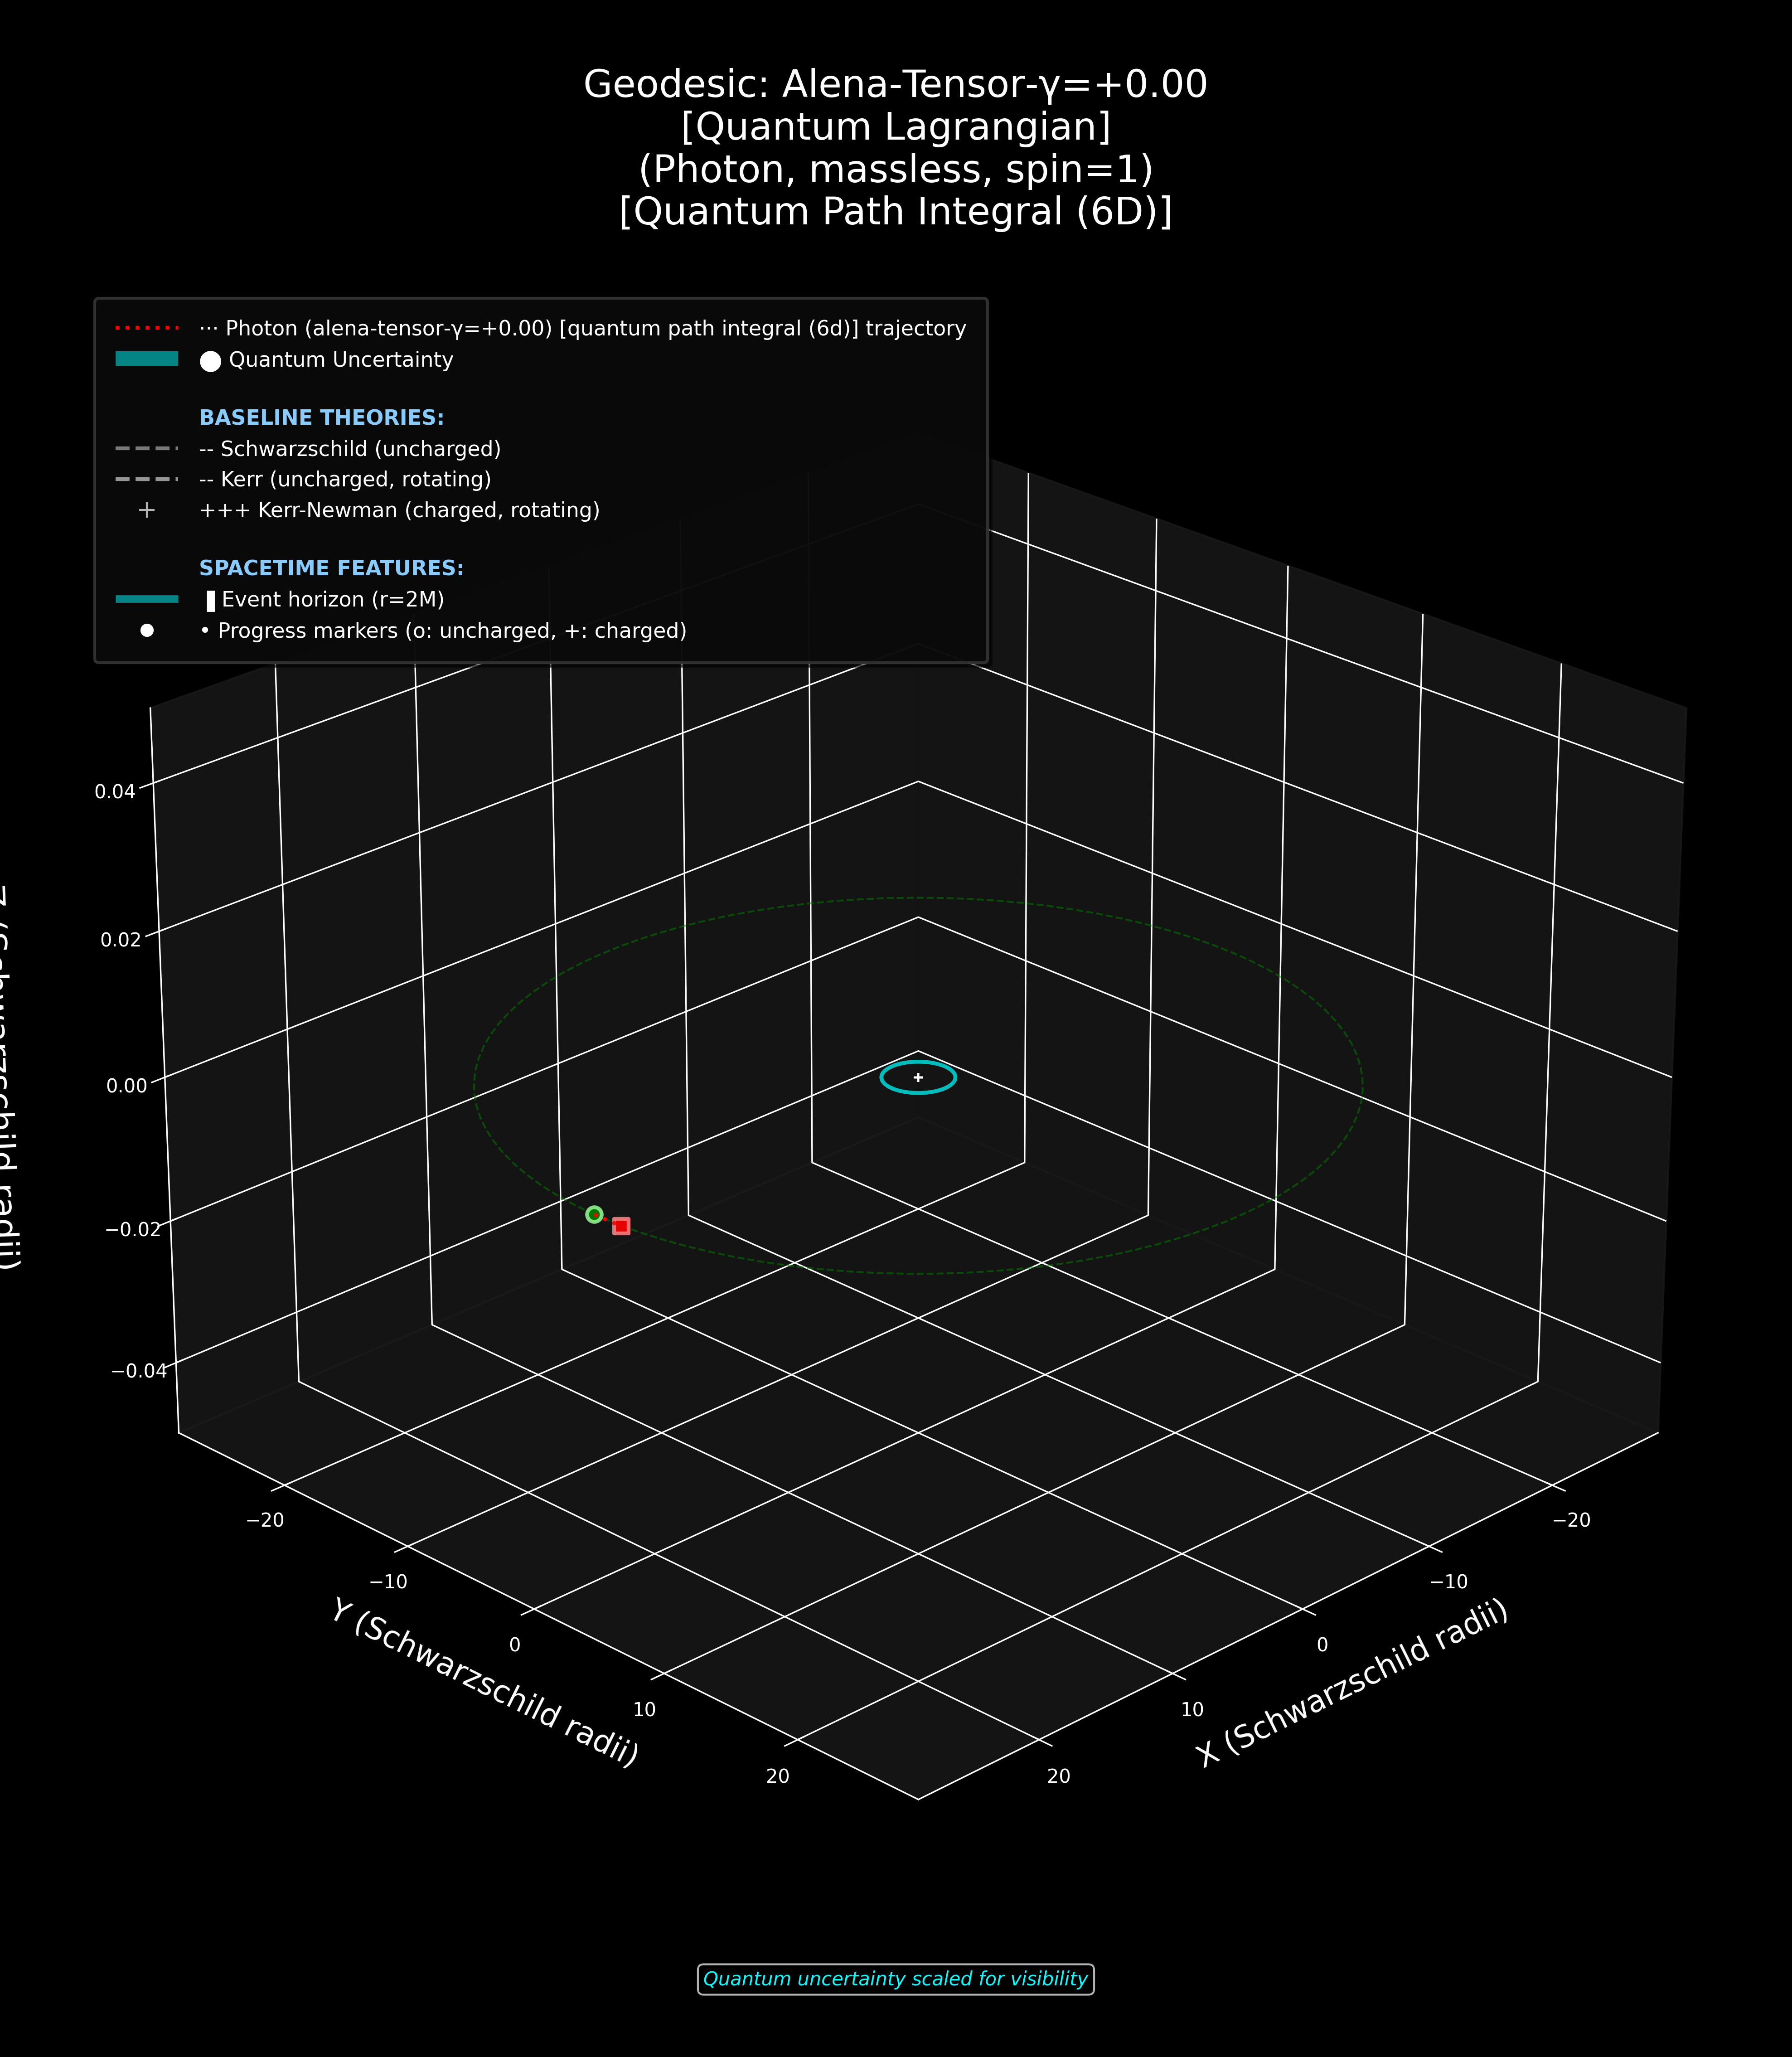 Geodesic: Alena-Tensor-γ=+0.00
[Quantum Lagrangian]
(Photon, massless, spin=1)
[Quantum Path Integral (6D)]
··· Photon (alena-tensor-γ=+0.00) [quantum path integral (6d)] trajectory
⬤ Quantum Uncertainty
BASELINE THEORIES:
-- Schwarzschild (uncharged)
-- Kerr (uncharged, rotating)
+++ Kerr-Newman (charged, rotating)
SPACETIME FEATURES:
▐ Event horizon (r=2M)
• Progress markers (o: uncharged, +: charged)
0.04
0.02
0.00
−0.02
−0.04
Z (Schwarzschild radii)
−20
−10
0
10
20
Y (Schwarzschild radii)
20
10
0
−10
−20
X (Schwarzschild radii)
Quantum uncertainty scaled for visibility